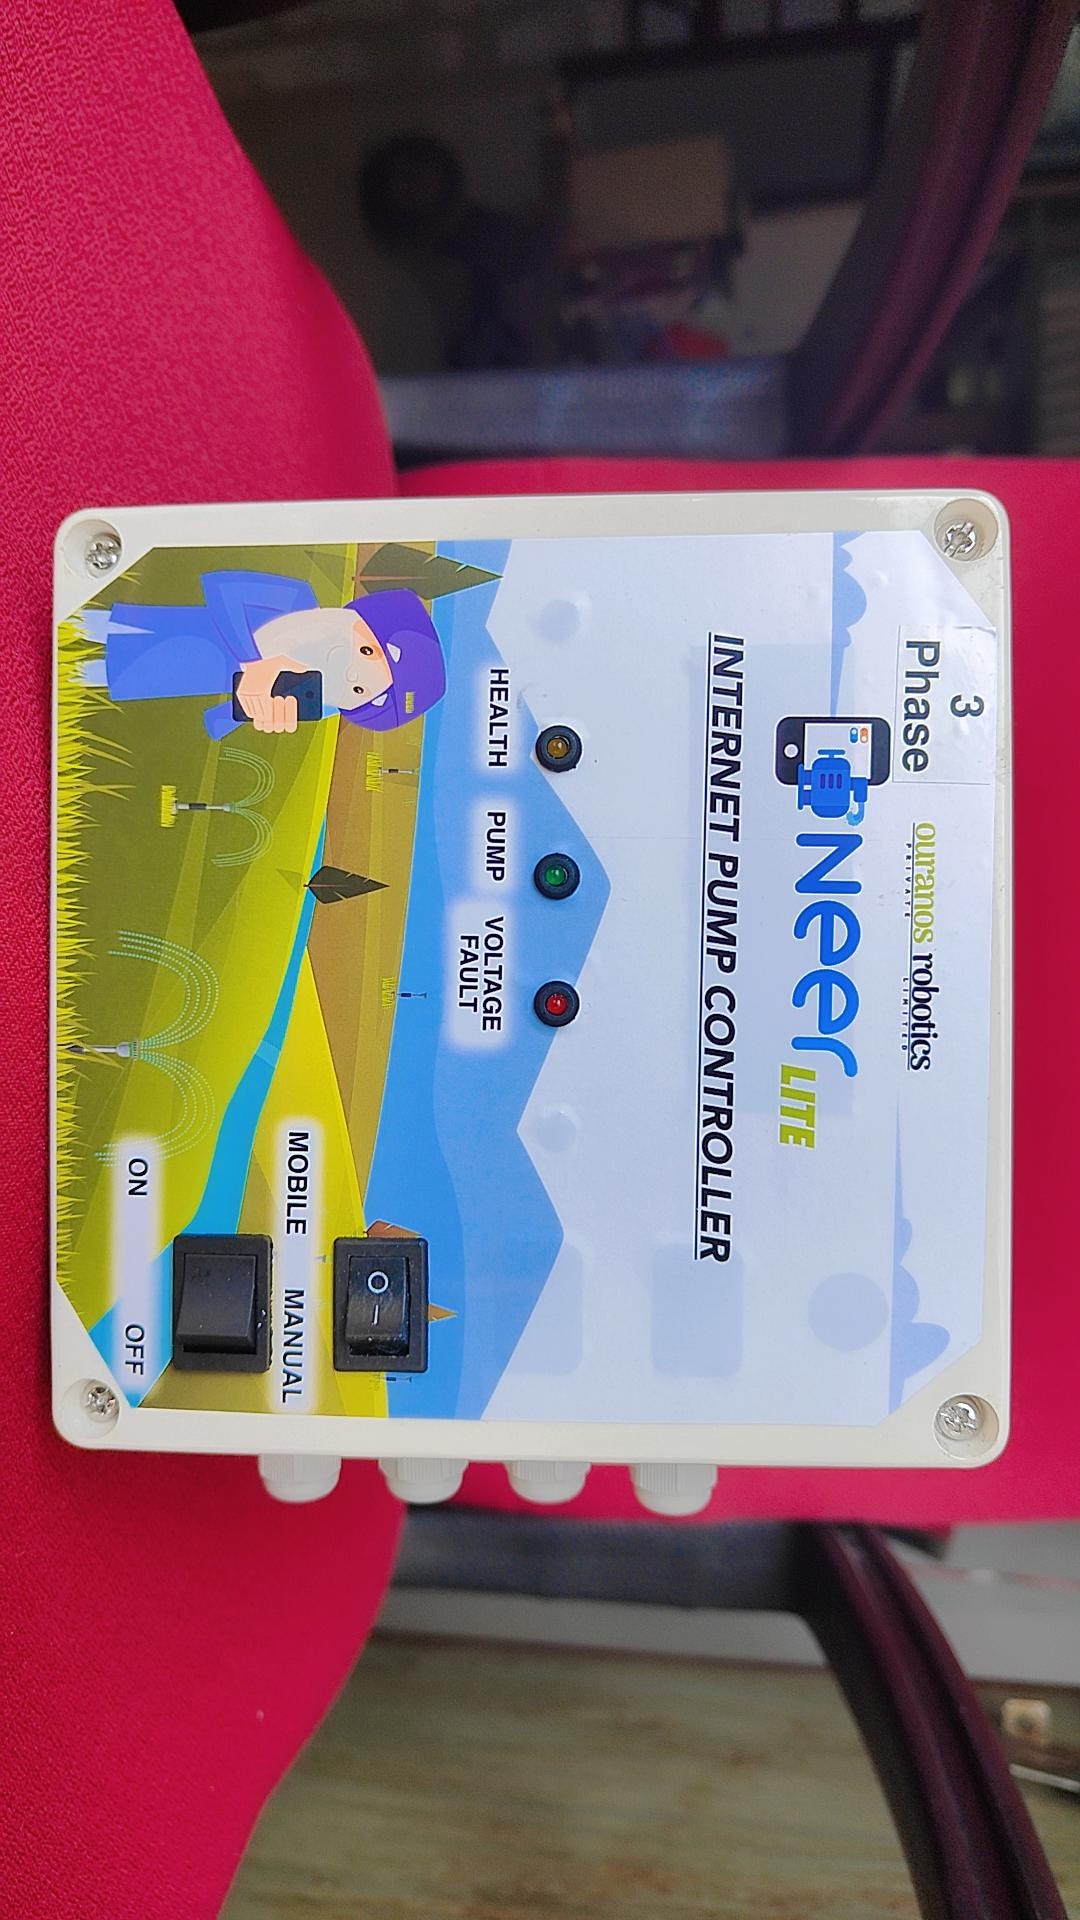 3
Phase
ouranos robotics
PRIVATE LIMITED
Neer
LITE
INTERNET PUMP CONTROLLER
HEALTH
PUMP
VOLTAGE
FAULT
MOBILE MANUAL
ON OFF